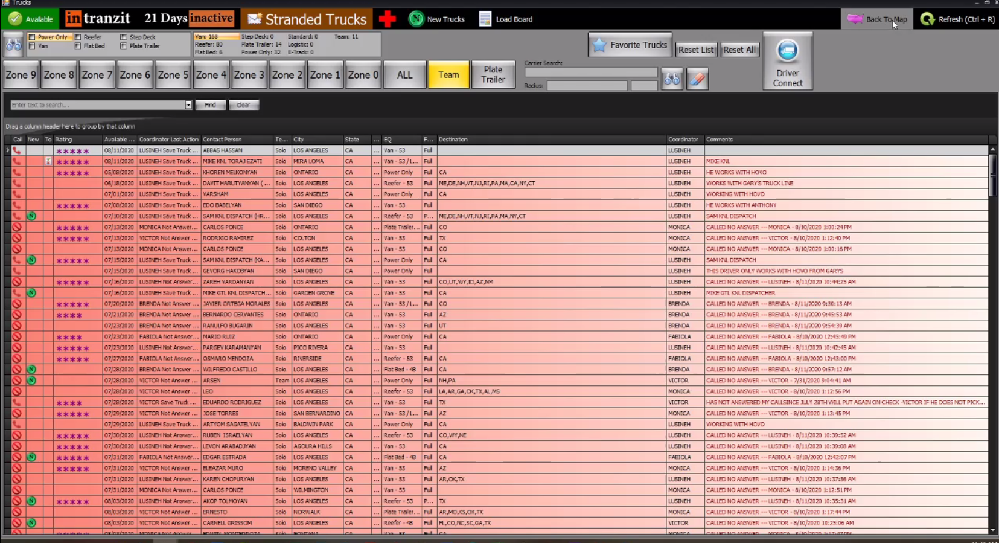 Trucks
Available
in tranzit
21 Days inactive
Stranded Trucks
New Trucks
Load Board
Back To Map
Refresh (Ctrl + R)
Power Only Reefer Step Deck
Van Flat Bed Plate Trailer
Van: 168 Step Deck: 0 Standard: 0 Team: 11
Reefer: 80 Plate Trailer: 14 Logistic: 0
Flat Bed: 6 Power Only: 32 E-Track: 0
Favorite Trucks
Reset List
Reset All
Driver Connect
Zone 9 Zone 8 Zone 7 Zone 6 Zone 5 Zone 4 Zone 3 Zone 2 Zone 1 Zone 0 ALL Team Plate Trailer
Carrier Search:
Radius:
Enter text to search... Find Clear
Drag a column header here to group by that column
Call New To Rating Available ... Coordinator Last Action Contact Person Te... City State ... EQ F... Destination Coordinator Comments
08/11/2020 LUSINEH Save Truck ... ABBAS HASSAN Solo LOS ANGELES CA ... Van - 53 Full LUSINEH
08/11/2020 LUSINEH Save Truck ... MIKE KNL TORAJ EZATI Solo MIRA LOMA CA ... Van - 53 / L... Full LUSINEH MIKE KNL
05/08/2020 LUSINEH Save Truck ... KHOREN MELKONYAN Solo ONTARIO CA ... Power Only Full CA LUSINEH HE WORKS WITH HOVO
06/18/2020 LUSINEH Save Truck ... DAVIT HARUTYANYAN ( ... Solo LOS ANGELES CA ... Reefer - 53 Full ME,DE,NH,VT,NJ,RI,PA,MA,CA,NY,CT LUSINEH WORKS WITH GARY'S TRUCK LINE
07/01/2020 LUSINEH Save Truck ... VARSHAM Solo LOS ANGELES CA ... Power Only Full CA LUSINEH WORKING WITH HOVO
07/08/2020 LUSINEH Save Truck ... EDO BABELYAN Solo SAN DIEGO CA ... Van - 53 Full LUSINEH HE WORKS WITH ANTHONY
07/10/2020 LUSINEH Save Truck ... SAM KNL DISPATCH (HR... Solo LOS ANGELES CA ... Reefer - 53 P... Full ME,DE,NH,VT,NJ,RI,PA,MA,NY,CT LUSINEH SAM KNL DISPATCH
07/13/2020 MONICA Not Answer... CARLOS PONCE Solo ONTARIO CA ... Plate Trailer... Full CO MONICA CALLED NO ANSWER --- MONICA - 8/10/2020 1:00:24 PM
07/13/2020 VICTOR Not Answer ... RODRIGO RAMIREZ Solo COLTON CA ... Van - 53 Full TX MONICA CALLED NO ANSWER --- VICTOR - 8/10/2020 1:12:40 PM
07/13/2020 MONICA Not Answer... CARLOS PONCE Solo LOS ANGELES CA ... Van - 53 Full CO MONICA CALLED NO ANSWER --- MONICA - 8/10/2020 1:00:16 PM
07/15/2020 LUSINEH Save Truck ... SAM KNL DISPATCH (KA... Solo LOS ANGELES CA ... Power Only Full CA LUSINEH SAM KNL DISPATCH
07/15/2020 LUSINEH Save Truck ... GEVORG HAKOBYAN Solo SAN DIEGO CA ... Power Only Full LUSINEH THIS DRIVER ONLY WORKS WITH HOVO FROM GARYS
07/16/2020 LUSINEH Not Answer... ZAREH VARDANYAN Solo LOS ANGELES CA ... Van - 53 Full CO,UT,WY,ID,AZ,NM LUSINEH CALLED NO ANSWER --- LUSINEH - 8/11/2020 10:44:25 AM
07/16/2020 LUSINEH Save Truck ... MIKE GTL KNL DISPATCH... Solo GARDEN GROVE CA ... Van - 53 Full CA LUSINEH MIKE GTL KNL DISPATCHER
07/20/2020 BRENDA Not Answer ... JAVIER ORTEGA MORALES Solo LOS ANGELES CA ... Van - 53 / L... Full CO BRENDA CALLED NO ANSWER --- BRENDA - 8/11/2020 9:30:13 AM
07/21/2020 BRENDA Not Answer ... BERNARDO CERVANTES Solo ONTARIO CA ... Van - 53 Full AZ BRENDA CALLED NO ANSWER --- BRENDA - 8/11/2020 9:45:53 AM
07/23/2020 BRENDA Not Answer ... RANULFO BUGARIN Solo LOS ANGELES CA ... Van - 53 Full UT BRENDA CALLED NO ANSWER --- BRENDA - 8/11/2020 9:54:39 AM
07/23/2020 FABIOLA Not Answer ... MARIO RUIZ Solo ONTARIO CA ... Power Only Full CA FABIOLA CALLED NO ANSWER --- FABIOLA - 8/10/2020 12:45:49 PM
07/23/2020 LUSINEH Not Answer... PARGEV KARAMANYAN Solo PICO RIVERA CA ... Van - 53 Full LUSINEH CALLED NO ANSWER --- LUSINEH - 8/11/2020 10:42:45 AM
07/27/2020 FABIOLA Not Answer ... OSMARO MENDOZA Solo RIVERSIDE CA ... Reefer - 53 Full CA FABIOLA CALLED NO ANSWER --- FABIOLA - 8/10/2020 12:43:00 PM
07/28/2020 BRENDA Not Answer ... WILFREDO CASTILLO Solo LOS ANGELES CA ... Flat Bed - 48 Full CA BRENDA CALLED NO ANSWER --- BRENDA - 8/11/2020 9:57:12 AM
07/28/2020 VICTOR Not Answer ... ARSEN Team LOS ANGELES CA ... Power Only Full NH,PA VICTOR CALLED NO ANSWER --- VICTOR - 7/31/2020 9:04:41 AM
07/28/2020 VICTOR Not Answer ... LEO Solo LOS ANGELES CA ... Reefer - 53 Full LA,AR,GA,OK,TX,AL,MS MONICA CALLED NO ANSWER --- VICTOR - 8/10/2020 1:12:56 PM
07/28/2020 VICTOR Save Truck ... EDUARDO RODRIGUEZ Solo LOS ANGELES CA ... Van - 53 Full TX VICTOR HAS NOT ANSWERED MY CALLSINCE JULY 28TH WILL PUT AGAIN ON CHECK -VICTOR IF HE DOES NOT PICK...
07/29/2020 VICTOR Not Answer ... JOSE TORRES Solo SAN BERNARDINO CA ... Van - 53 / L... Full AZ MONICA CALLED NO ANSWER --- VICTOR - 8/10/2020 1:13:45 PM
07/29/2020 LUSINEH Save Truck ... ARTYOM SAGATELYAN Solo BALDWIN PARK CA ... Power Only Full CA LUSINEH WORKING WITH HOVO
07/30/2020 LUSINEH Not Answer... RUBEN ISRAELYAN Solo LOS ANGELES CA ... Reefer - 53 Full CO,WY,NE LUSINEH CALLED NO ANSWER --- LUSINEH - 8/11/2020 10:39:52 AM
07/30/2020 LUSINEH Not Answer... LEVON ARABADJYAN Solo AGOURA HILLS CA ... Van - 53 Full CA LUSINEH CALLED NO ANSWER --- LUSINEH - 8/11/2020 10:39:08 AM
07/31/2020 FABIOLA Not Answer ... EDGAR ESTRADA Solo LOS ANGELES CA ... Flat Bed - 48 Full CA FABIOLA CALLED NO ANSWER --- FABIOLA - 8/10/2020 12:42:07 PM
07/31/2020 VICTOR Not Answer ... ELEAZAR MURO Solo MORENO VALLEY CA ... Van - 53 Full AZ MONICA CALLED NO ANSWER --- VICTOR - 8/10/2020 1:14:36 PM
07/31/2020 LUSINEH Not Answer... KAREN CHOPURYAN Solo LOS ANGELES CA ... Van - 53 Full AR,OK,TX LUSINEH CALLED NO ANSWER --- LUSINEH - 8/11/2020 10:37:56 AM
07/31/2020 MONICA Not Answer... CARLOS PONCE Solo WILMINGTON CA ... Van - 53 Full MONICA CALLED NO ANSWER --- MONICA - 8/10/2020 1:12:51 PM
08/03/2020 LUSINEH Not Answer... AKOP TOLMOYAN Solo LOS ANGELES CA ... Reefer - 53 P... Full TX LUSINEH CALLED NO ANSWER --- LUSINEH - 8/11/2020 10:35:31 AM
08/03/2020 VICTOR Not Answer ... ERNESTO Solo NORWALK CA ... Plate Trailer... Full AR,MO,KS,OK,TX MONICA CALLED NO ANSWER --- VICTOR - 8/10/2020 1:17:44 PM
08/03/2020 VICTOR Not Answer ... CARNELL GRISSOM Solo LOS ANGELES CA ... Reefer - 48 Full FL,CO,NC,SC,GA,TX VICTOR CALLED NO ANSWER --- VICTOR - 8/10/2020 10:25:06 AM